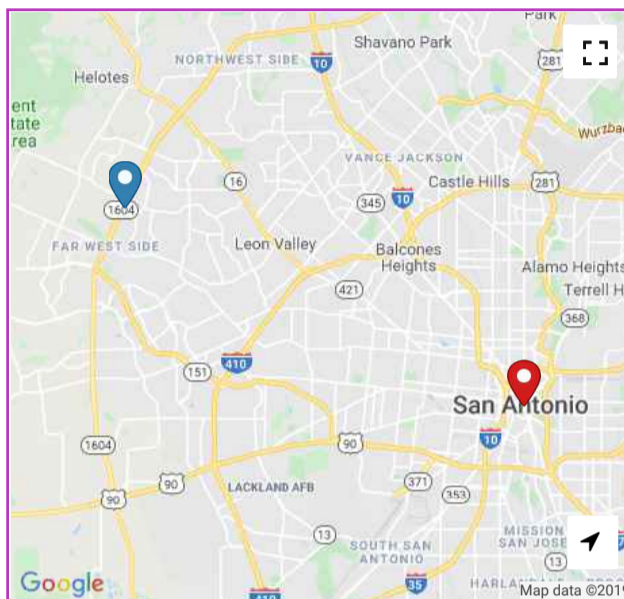 Park
Shavano Park
NORTHWEST SIDE
10
281
Helotes
ent
tate
rea
Wurzba
VANCE JACKSON
16
Castle Hills
281
345
10
1604
FAR WEST SIDE
Leon Valley
Balcones
Heights
Alamo Heights
Terrell H
421
368
410
151
San Antonio
10
1604
90
90
90
371
LACKLAND AFB
353
13
MISSION
SAN JOSE
SOUTH SAN
ANTONIO
13
35
410
Google
Map data ©2019